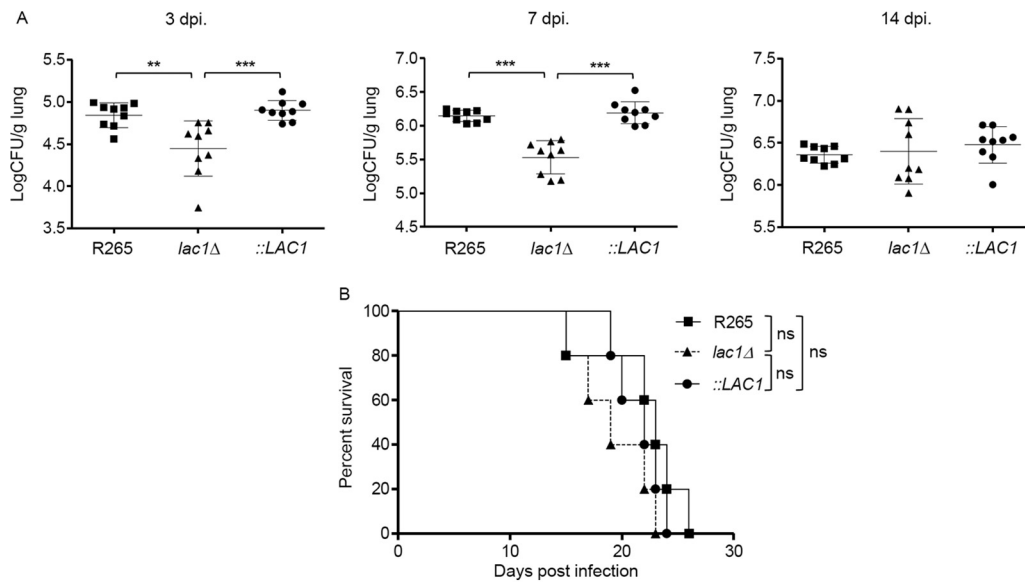 A
3 dpi.
7 dpi.
14 dpi.
LogCFU/g lung
5.5
5.0
4.5
4.0
3.5
**
***
R265
lac1Δ
::LAC1
LogCFU/g lung
7.0
6.5
6.0
5.5
5.0
4.5
***
***
R265
lac1Δ
::LAC1
LogCFU/g lung
7.5
7.0
6.5
6.0
5.5
R265
lac1Δ
::LAC1
B
Percent survival
100
80
60
40
20
0
0
10
20
30
Days post infection
R265
lac1Δ
::LAC1
ns
ns
ns